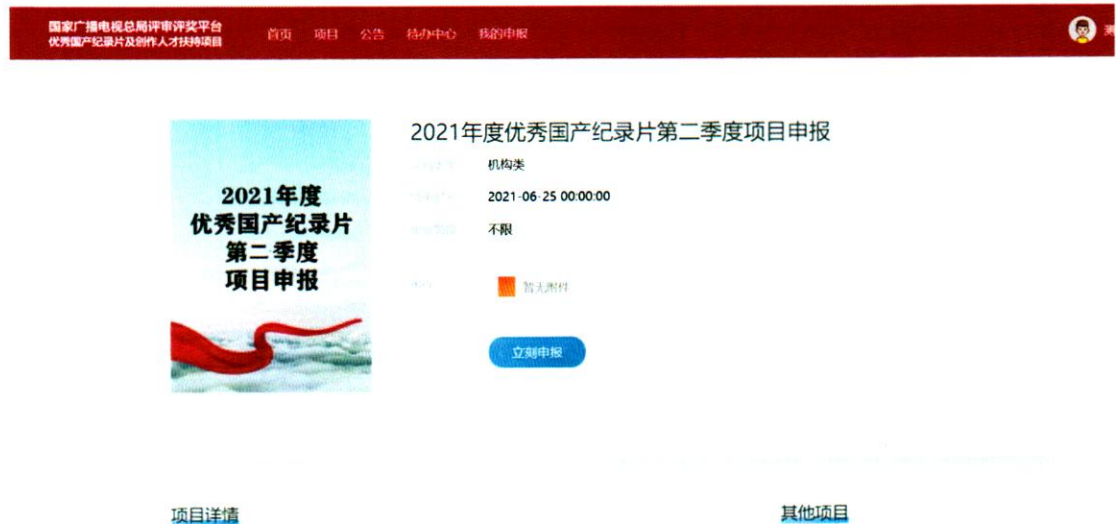 国家广播电视总局评审评奖平台
优秀国产纪录片及创作人才扶持项目
首页 项目 公告 待办中心 我的申报
2021年度优秀国产纪录片第二季度项目申报
机构类
2021-06-25 00:00:00
不限
暂无附件
立刻申报
2021年度
优秀国产纪录片
第二季度
项目申报
项目详情
其他项目